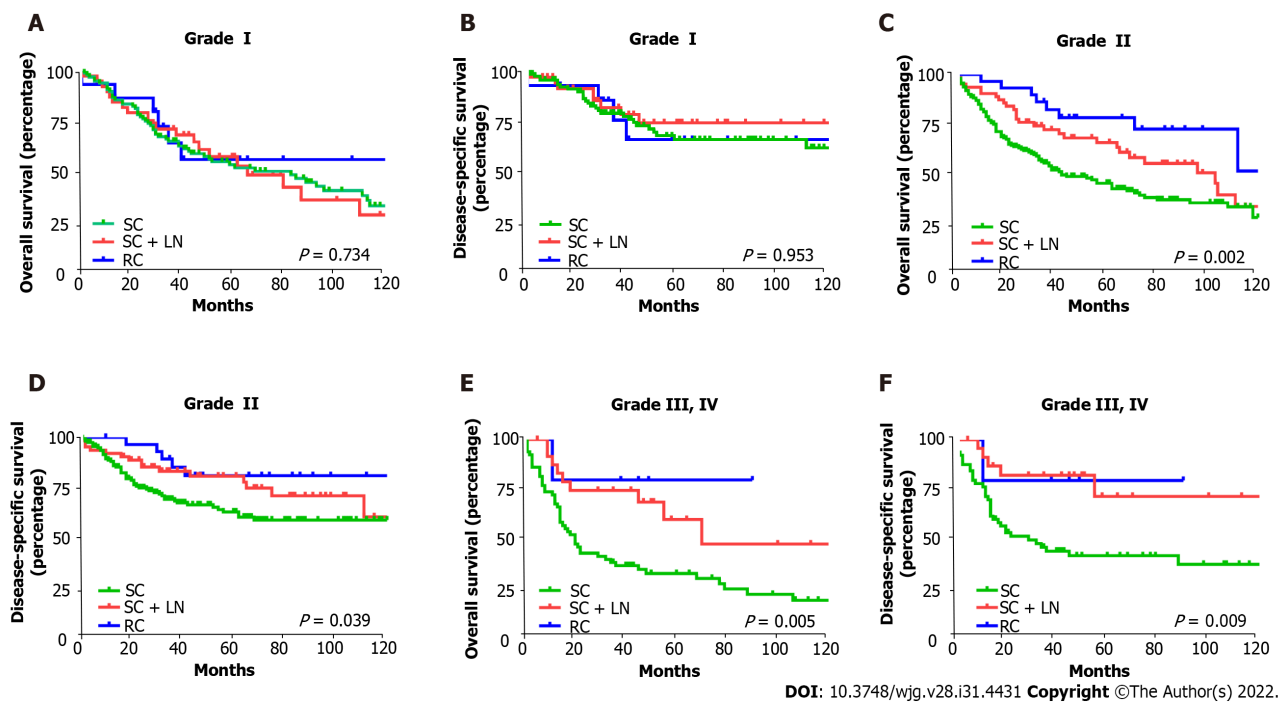 A
Grade I
Overall survival (percentage)
100
75
50
25
0
SC
SC + LN
RC
P = 0.734
0 20 40 60 80 100 120
Months
B
Grade I
Disease-specific survival
(percentage)
100
75
50
25
0
SC
SC + LN
RC
P = 0.953
0 20 40 60 80 100 120
Months
C
Grade II
Overall survival (percentage)
100
75
50
25
0
SC
SC + LN
RC
P = 0.002
0 20 40 60 80 100 120
Months
D
Grade II
Disease-specific survival
(percentage)
100
75
50
25
0
SC
SC + LN
RC
P = 0.039
0 20 40 60 80 100 120
Months
E
Grade III, IV
Overall survival (percentage)
100
75
50
25
0
SC
SC + LN
RC
P = 0.005
0 20 40 60 80 100 120
Months
F
Grade III, IV
Disease-specific survival
(percentage)
100
75
50
25
0
SC
SC + LN
RC
P = 0.009
0 20 40 60 80 100 120
Months
DOI: 10.3748/wjg.v28.i31.4431 Copyright ©The Author(s) 2022.